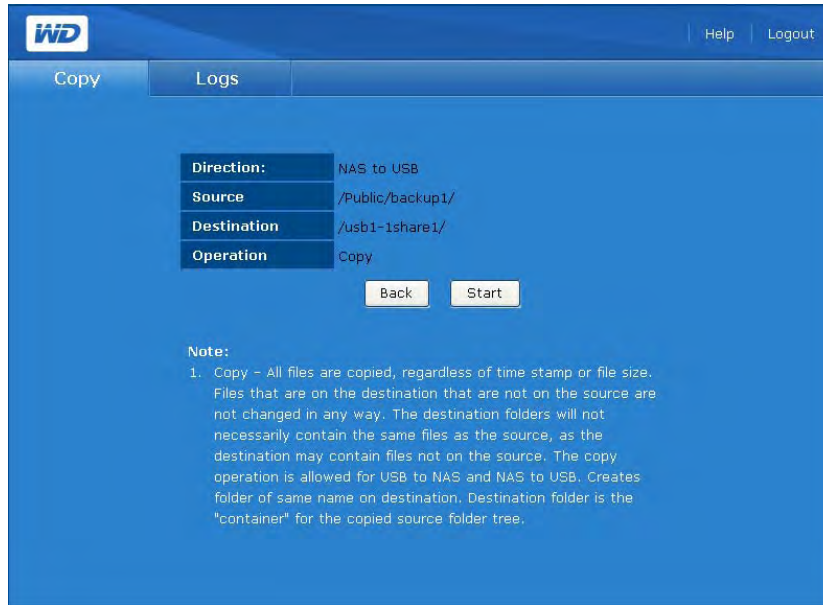 WD
Help
Logout
Copy
Logs
Direction: NAS to USB
Source /Public/backup1/
Destination /usb1-1share1/
Operation Copy
Back
Start
Note:
1. Copy – All files are copied, regardless of time stamp or file size.
Files that are on the destination that are not on the source are
not changed in any way. The destination folders will not
necessarily contain the same files as the source, as the
destination may contain files not on the source. The copy
operation is allowed for USB to NAS and NAS to USB. Creates
folder of same name on destination. Destination folder is the
"container" for the copied source folder tree.